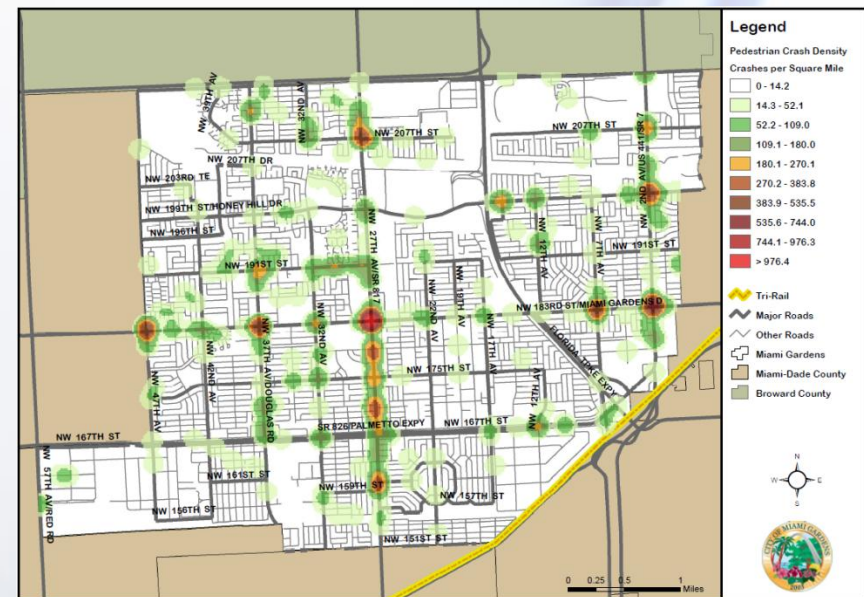 NW 39TH AV
NW 32ND AV
NW 207TH ST
NW 207TH ST
NW 2ND AV/US 441/SR 7
NW 207TH DR
NW 203RD TE
NW 199TH ST/HONEY HILL DR
NW 196TH ST
NW 27TH AV/SR 817
NW 12TH AV
NW 7TH AV
NW 191ST ST
NW 191ST ST
NW 22ND AV
NW 19TH AV
NW 17TH AV
NW 183RD ST/MIAMI GARDENS D
NW 37TH AV/DOUGLAS RD
NW 32ND AV
NW 42ND AV
NW 47TH AV
FLORIDA TPKE EXPY
NW 175TH ST
NW 12TH AV
SR 826/PALMETTO EXPY
NW 167TH ST
NW 167TH ST
NW 57TH AV/RED RD
NW 161ST ST
NW 159TH ST
NW 157TH ST
NW 156TH ST
NW 151ST ST
0 0.25 0.5 1
Miles
Legend
Pedestrian Crash Density
Crashes per Square Mile
0 - 14.2
14.3 - 52.1
52.2 - 109.0
109.1 - 180.0
180.1 - 270.1
270.2 - 383.8
383.9 - 535.5
535.6 - 744.0
744.1 - 976.3
> 976.4
Tri-Rail
Major Roads
Other Roads
Miami Gardens
Miami-Dade County
Broward County
N
W E
S
CITY OF MIAMI GARDENS
2003